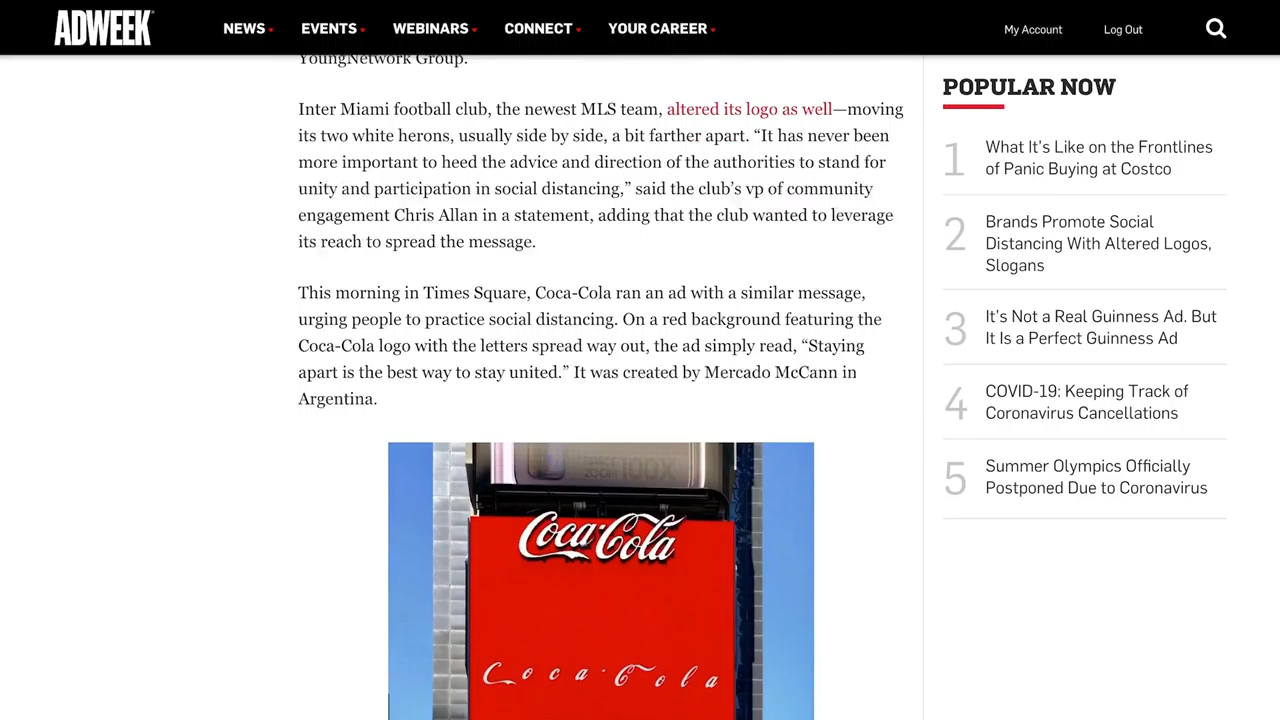 ADWEEK
NEWS
EVENTS
WEBINARS
CONNECT
YOUR CAREER
My Account
Log Out
YoungNetwork Group.
Inter Miami football club, the newest MLS team, altered its logo as well—moving
its two white herons, usually side by side, a bit farther apart. “It has never been
more important to heed the advice and direction of the authorities to stand for
unity and participation in social distancing,” said the club’s vp of community
engagement Chris Allan in a statement, adding that the club wanted to leverage
its reach to spread the message.
This morning in Times Square, Coca-Cola ran an ad with a similar message,
urging people to practice social distancing. On a red background featuring the
Coca-Cola logo with the letters spread way out, the ad simply read, “Staying
apart is the best way to stay united.” It was created by Mercado McCann in
Argentina.
Coca-Cola
Coca-Cola
POPULAR NOW
1
What It’s Like on the Frontlines
of Panic Buying at Costco
2
Brands Promote Social
Distancing With Altered Logos,
Slogans
3
It’s Not a Real Guinness Ad. But
It Is a Perfect Guinness Ad
4
COVID-19: Keeping Track of
Coronavirus Cancellations
5
Summer Olympics Officially
Postponed Due to Coronavirus